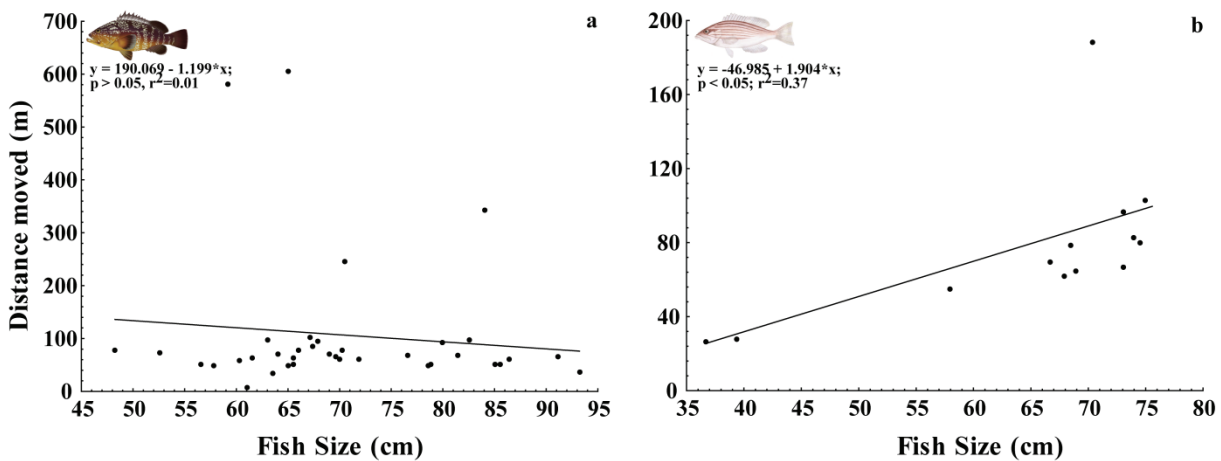 a
y = 190.069 - 1.199*x;
p > 0.05, r²=0.01
Distance moved (m)
700
600
500
400
300
200
100
0
45 50 55 60 65 70 75 80 85 90 95
Fish Size (cm)
b
y = -46.985 + 1.904*x;
p < 0.05; r²=0.37
200
160
120
80
40
0
35 40 45 50 55 60 65 70 75 80
Fish Size (cm)